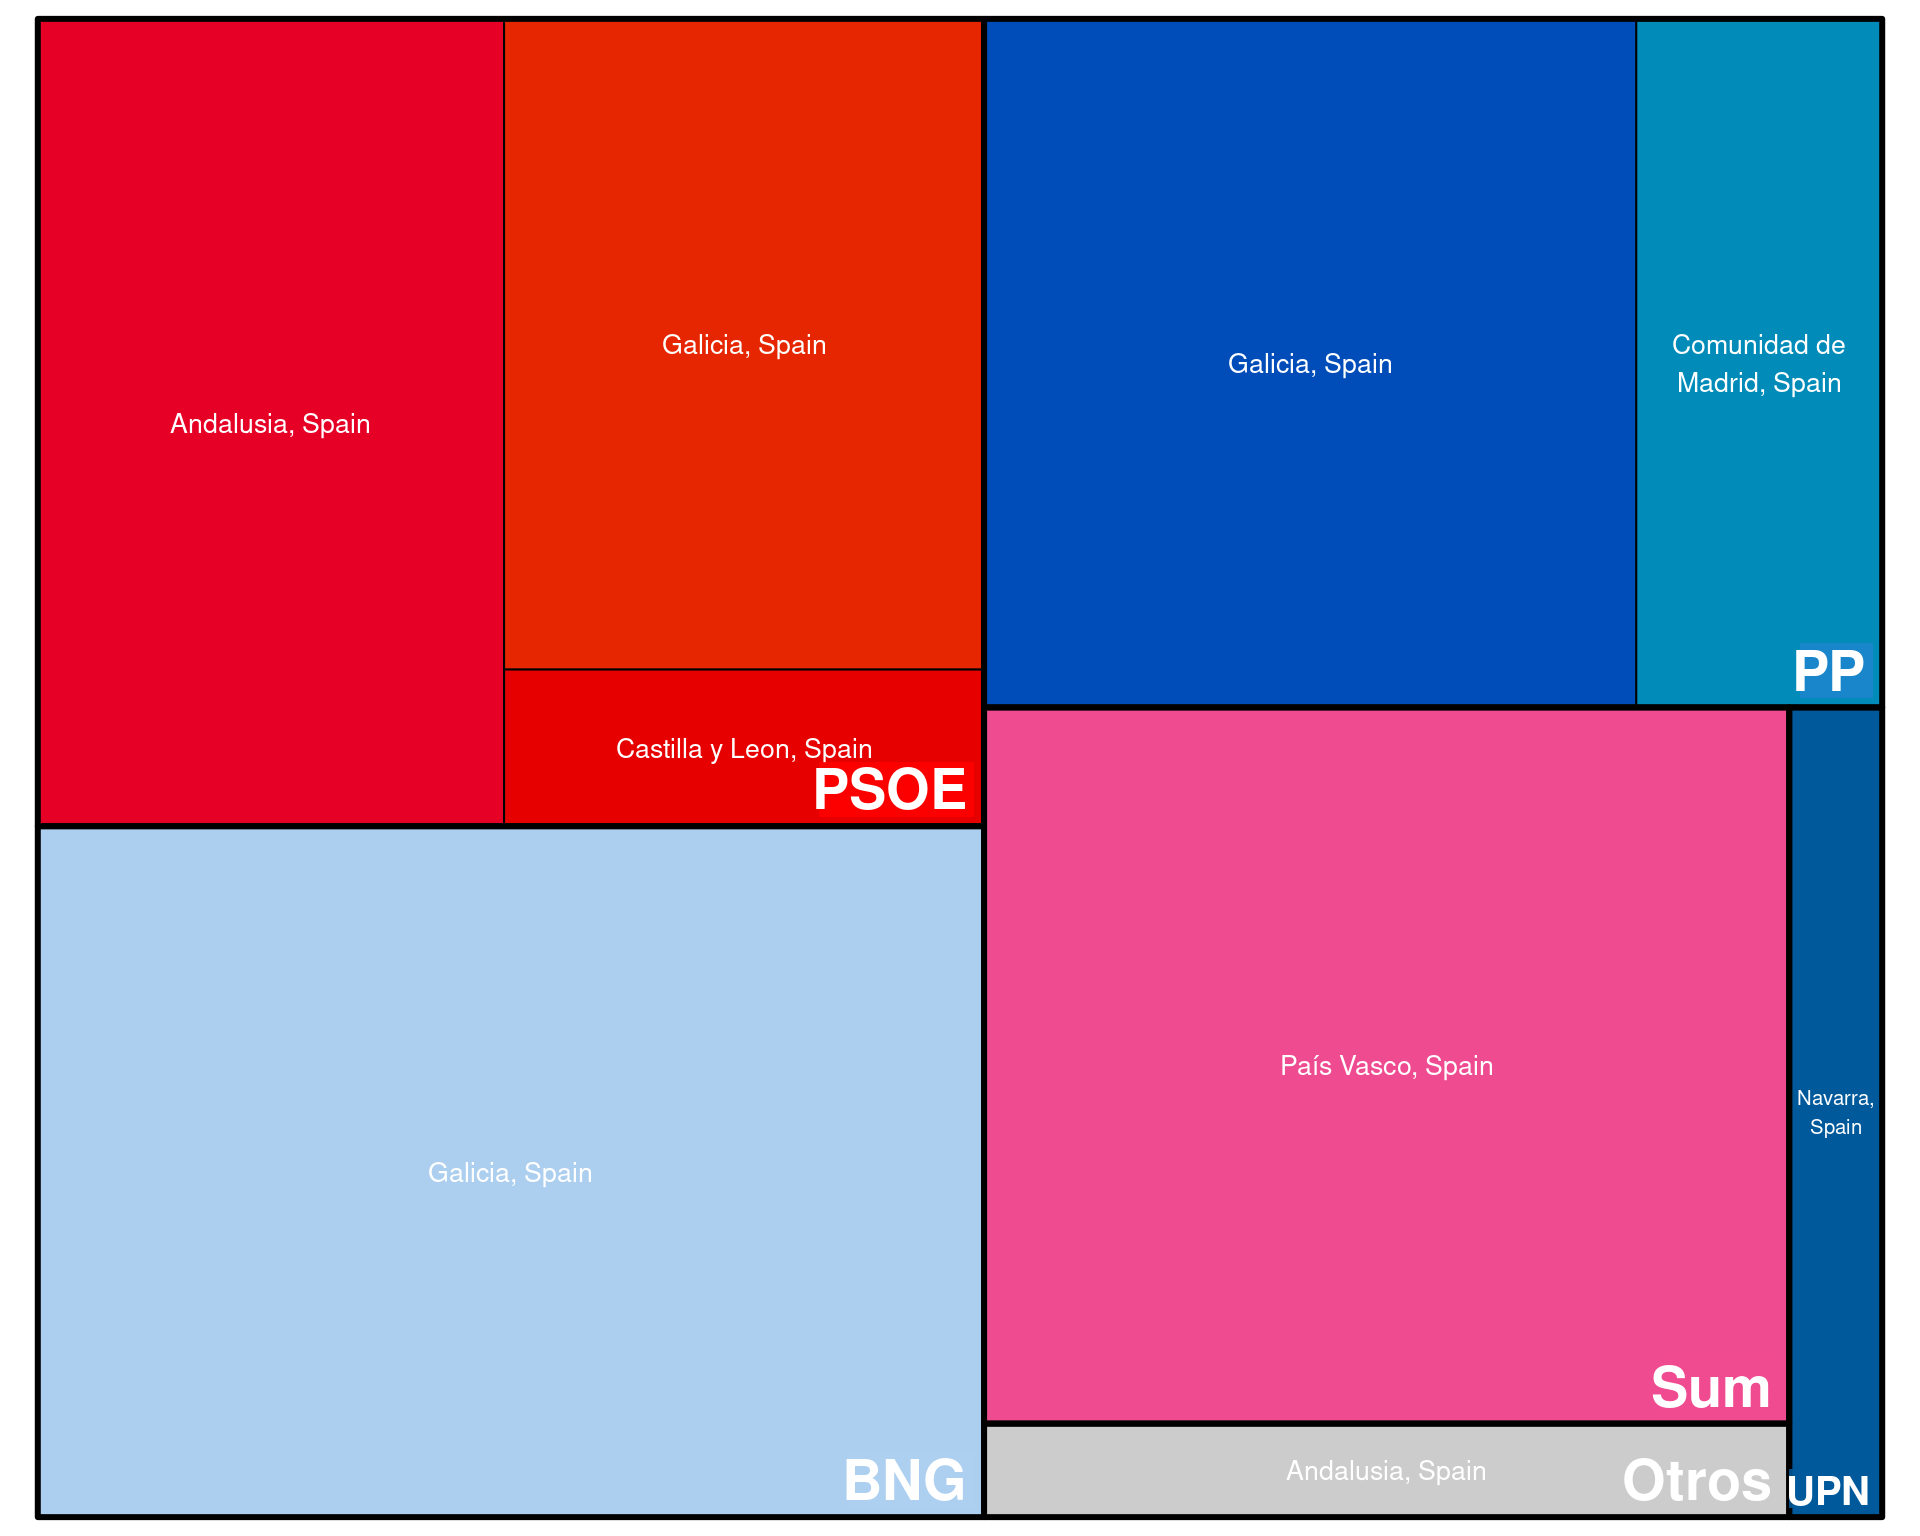 Andalusia, Spain
Galicia, Spain
Castilla y Leon, Spain
PSOE
Galicia, Spain
Comunidad de
Madrid, Spain
PP
Galicia, Spain
BNG
País Vasco, Spain
Sum
Navarra,
Spain
UPN
Andalusia, Spain
Otros